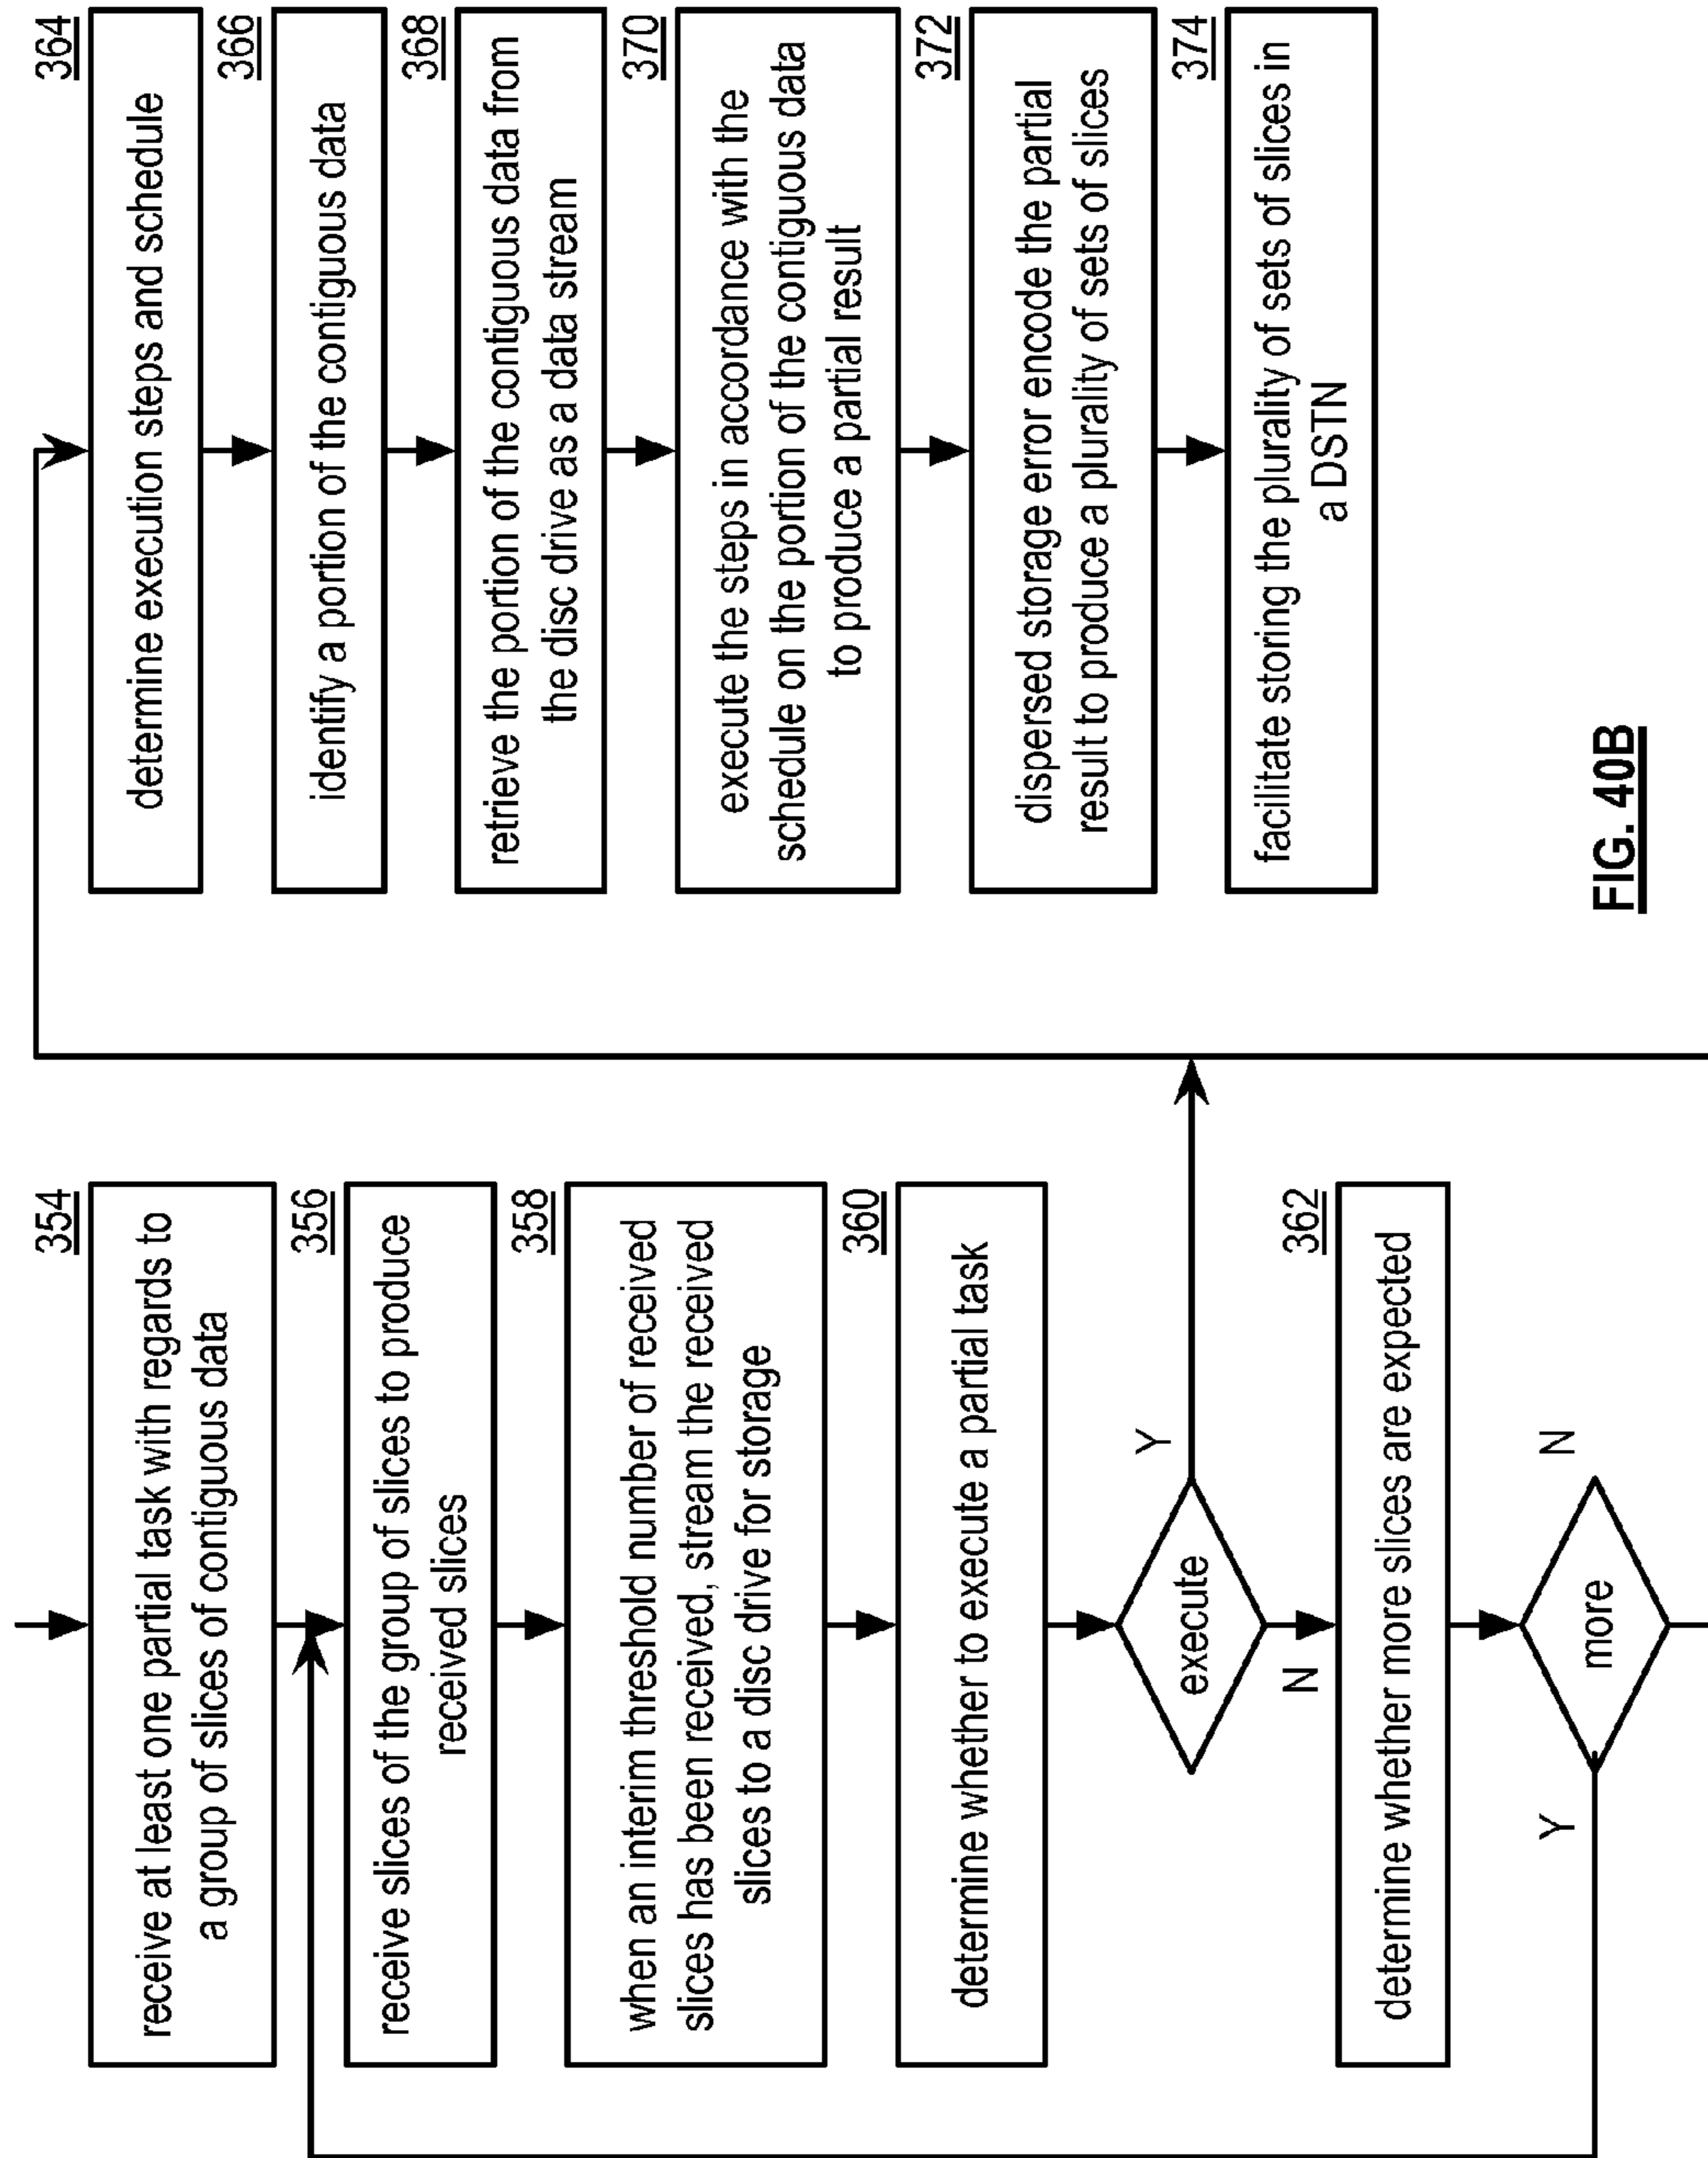 354
receive at least one partial task with regards to
a group of slices of contiguous data
356
receive slices of the group of slices to produce
received slices
358
when an interim threshold number of received
slices has been received, stream the received
slices to a disc drive for storage
360
determine whether to execute a partial task
execute
Y
N
362
determine whether more slices are expected
more
Y
N
364
determine execution steps and schedule
366
identify a portion of the contiguous data
368
retrieve the portion of the contiguous data from
the disc drive as a data stream
370
execute the steps in accordance with the
schedule on the portion of the contiguous data
to produce a partial result
372
dispersed storage error encode the partial
result to produce a plurality of sets of slices
374
facilitate storing the plurality of sets of slices in
a DSTN
FIG. 40B